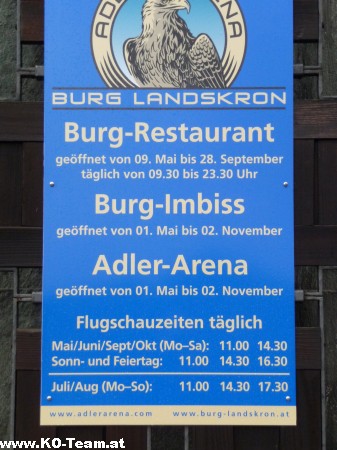 BURG LANDSKRON
Burg-Restaurant
geöffnet von 09. Mai bis 28. September
täglich von 09.30 bis 23.30 Uhr
Burg-Imbiss
geöffnet von 01. Mai bis 02. November
Adler-Arena
geöffnet von 01. Mai bis 02. November
Flugschauzeiten täglich
Mai/Juni/Sept/Okt (Mo–Sa): 11.00 14.30
Sonn- und Feiertag: 11.00 14.30 16.30
Juli/Aug (Mo–So): 11.00 14.30 17.30
www.adlerarena.com www.burg-landskron.at
www.KO-Team.at